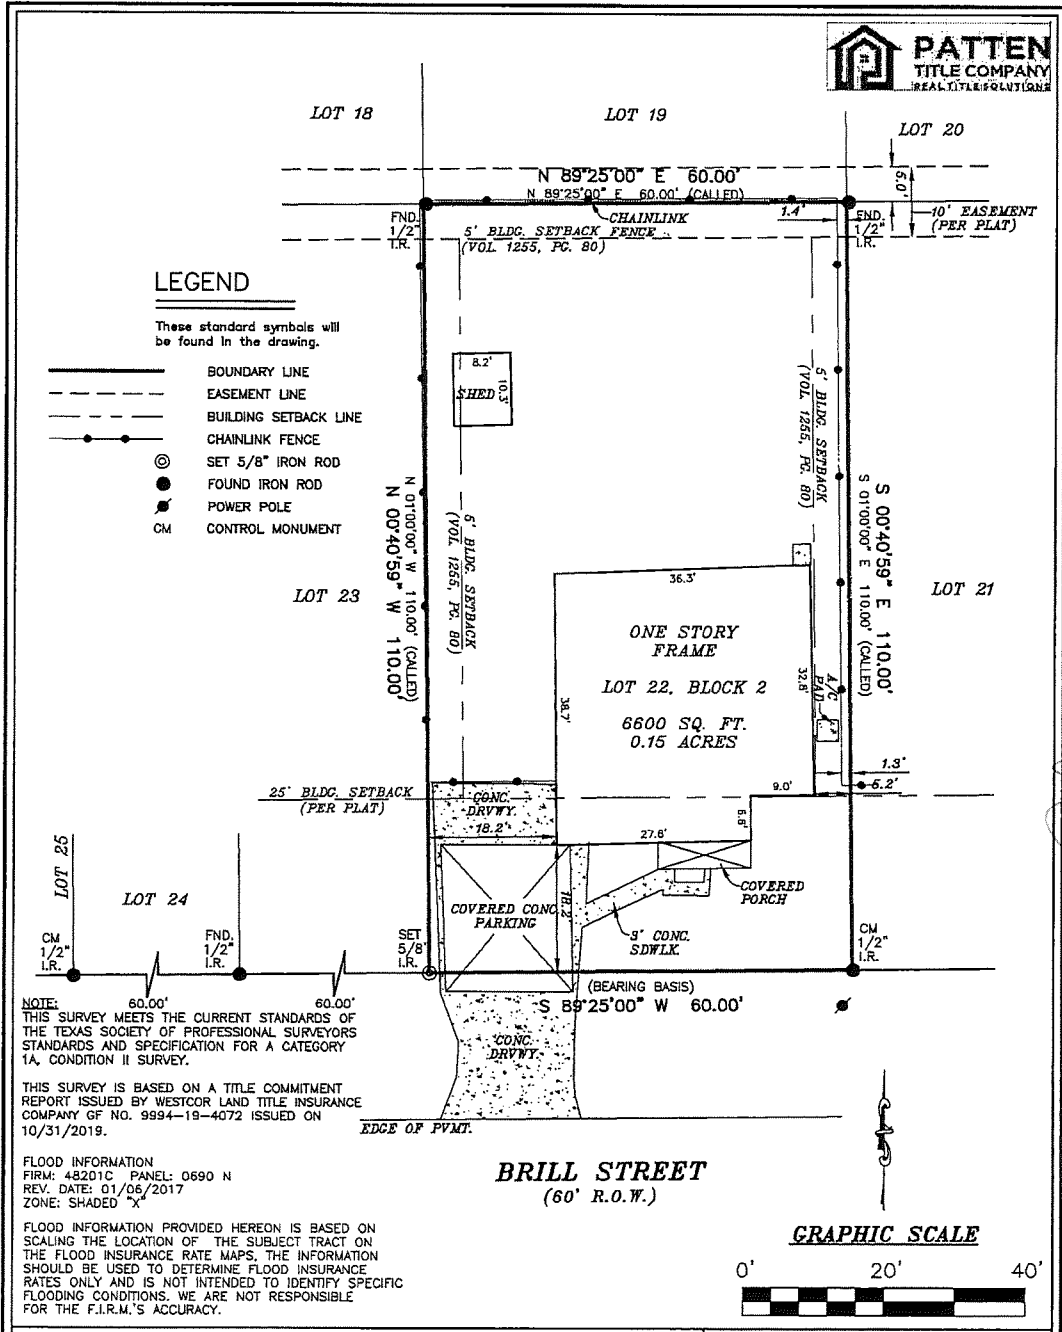 PATTEN
TITLE COMPANY
REAL TITLE SOLUTIONS
LOT 18
LOT 19
LOT 20
N 89°25'00" E 60.00'
N 89°25'00" E 60.00' (CALLED)
5.0'
CHAINLINK
FENCE
1.4'
10' EASEMENT
(PER PLAT)
FND.
1/2"
I.R.
5' BLDG. SETBACK
(VOL. 1255, PG. 80)
FND.
1/2"
I.R.
LEGEND
These standard symbols will
be found in the drawing.
BOUNDARY LINE
EASEMENT LINE
BUILDING SETBACK LINE
CHAINLINK FENCE
SET 5/8" IRON ROD
FOUND IRON ROD
POWER POLE
CM CONTROL MONUMENT
8.2'
10.3'
SHED
5' BLDG. SETBACK
(VOL. 1255, PG. 80)
N 01°00'00" W 110.00' (CALLED)
N 00°40'59" W 110.00'
5' BLDG. SETBACK
(VOL. 1255, PG. 80)
S 00°40'59" E 110.00'
S 01°00'00" E 110.00' (CALLED)
LOT 23
LOT 21
36.3'
ONE STORY
FRAME
LOT 22, BLOCK 2
6600 SQ. FT.
0.15 ACRES
32.8'
38.7'
A/C
PAD
1.3'
5.2'
9.0'
25' BLDG. SETBACK
(PER PLAT)
CONC.
DRVWY.
18.2'
27.6'
LOT 25
LOT 24
COVERED CONC.
PARKING
18.2'
COVERED
PORCH
3' CONC.
SDWLK.
CM
1/2"
I.R.
FND.
1/2"
I.R.
SET
5/8"
I.R.
CM
1/2"
I.R.
60.00'
60.00'
(BEARING BASIS)
S 89°25'00" W 60.00'
CONC.
DRVWY.
NOTE:
THIS SURVEY MEETS THE CURRENT STANDARDS OF
THE TEXAS SOCIETY OF PROFESSIONAL SURVEYORS
STANDARDS AND SPECIFICATION FOR A CATEGORY
1A, CONDITION II SURVEY.
THIS SURVEY IS BASED ON A TITLE COMMITMENT
REPORT ISSUED BY WESTCOR LAND TITLE INSURANCE
COMPANY GF NO. 9994-19-4072 ISSUED ON
10/31/2019.
EDGE OF PVMT.
BRILL STREET
(60' R.O.W.)
FLOOD INFORMATION
FIRM: 48201C PANEL: 0690 N
REV. DATE: 01/06/2017
ZONE: SHADED "X"
FLOOD INFORMATION PROVIDED HEREON IS BASED ON
SCALING THE LOCATION OF THE SUBJECT TRACT ON
THE FLOOD INSURANCE RATE MAPS. THE INFORMATION
SHOULD BE USED TO DETERMINE FLOOD INSURANCE
RATES ONLY AND IS NOT INTENDED TO IDENTIFY SPECIFIC
FLOODING CONDITIONS. WE ARE NOT RESPONSIBLE
FOR THE F.I.R.M.'S ACCURACY.
GRAPHIC SCALE
0' 20' 40'